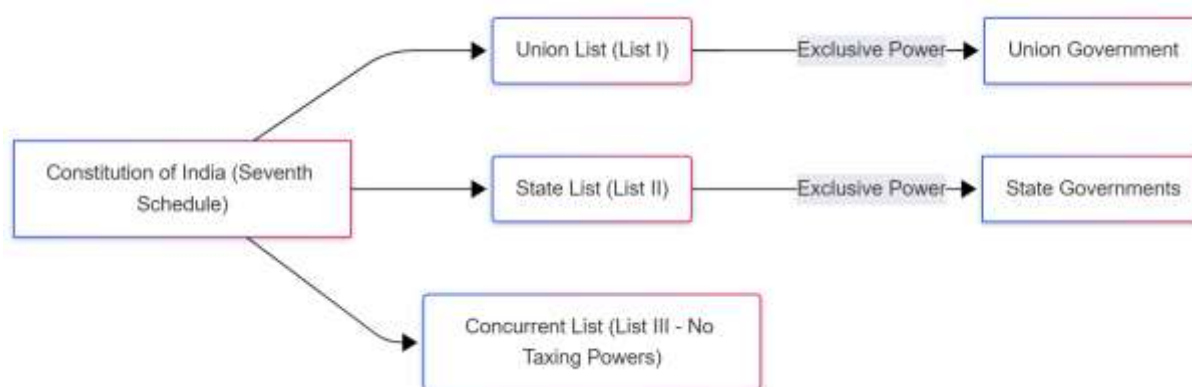 Union List (List I)
Exclusive Power
Union Government
Constitution of India (Seventh
Schedule)
State List (List II)
Exclusive Power
State Governments
Concurrent List (List III - No
Taxing Powers)